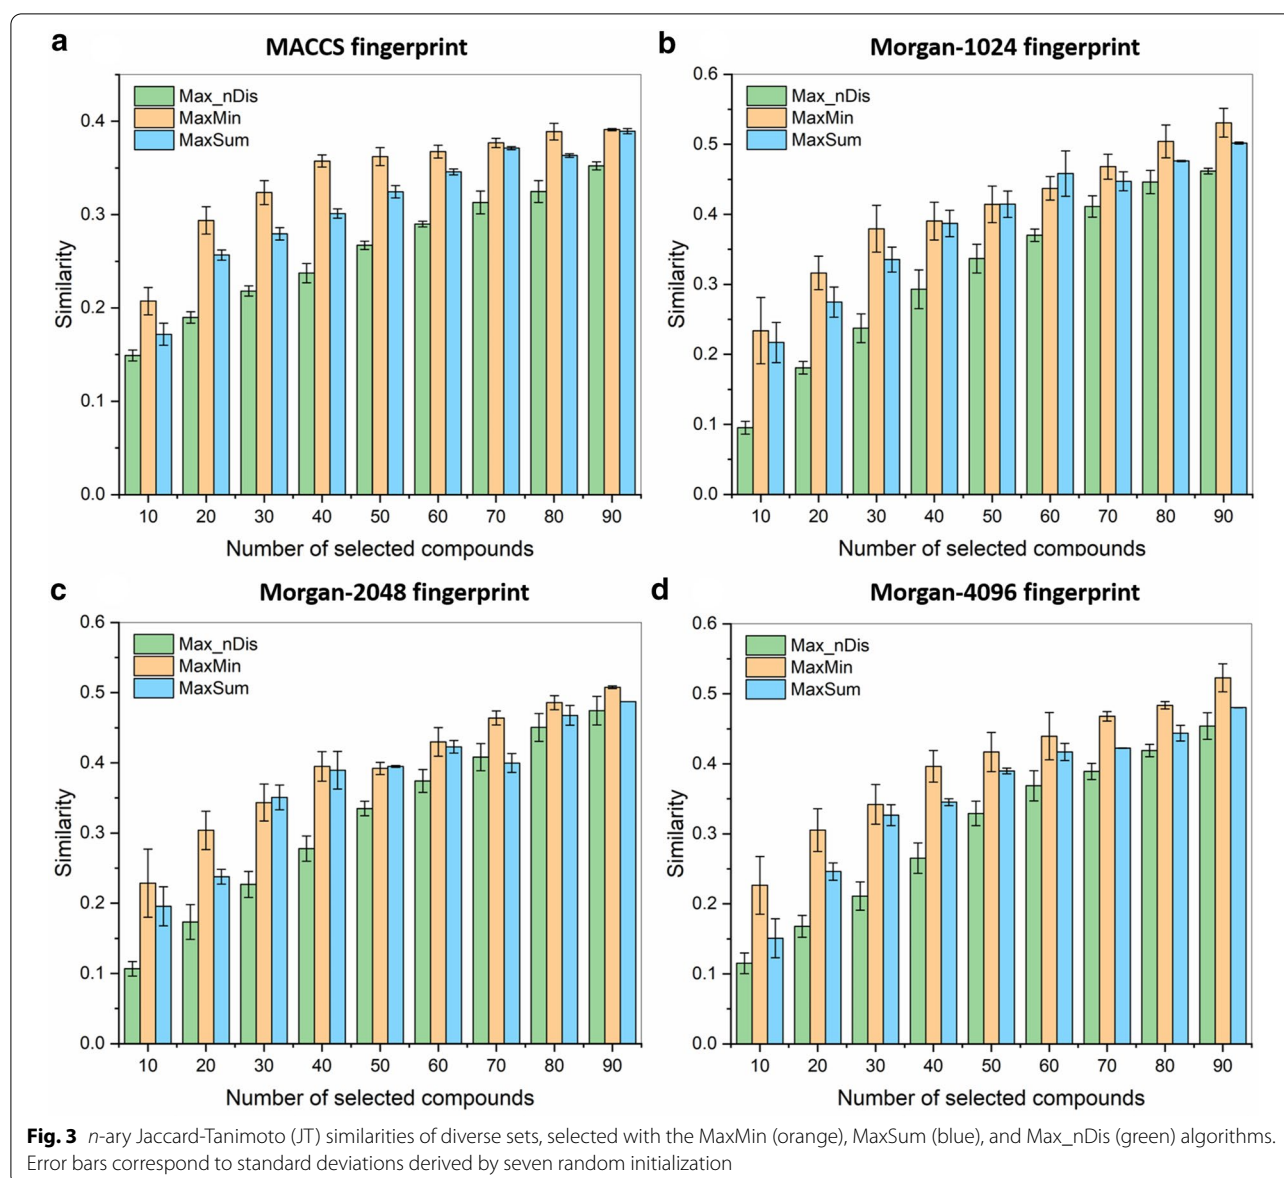 a
MACCS fingerprint
Max_nDis
MaxMin
MaxSum
0.4
0.3
0.2
0.1
0.0
Similarity
10 20 30 40 50 60 70 80 90
Number of selected compounds
b
Morgan-1024 fingerprint
Max_nDis
MaxMin
MaxSum
0.6
0.5
0.4
0.3
0.2
0.1
0.0
Similarity
10 20 30 40 50 60 70 80 90
Number of selected compounds
c
Morgan-2048 fingerprint
Max_nDis
MaxMin
MaxSum
0.6
0.5
0.4
0.3
0.2
0.1
0.0
Similarity
10 20 30 40 50 60 70 80 90
Number of selected compounds
d
Morgan-4096 fingerprint
Max_nDis
MaxMin
MaxSum
0.6
0.5
0.4
0.3
0.2
0.1
0.0
Similarity
10 20 30 40 50 60 70 80 90
Number of selected compounds
Fig. 3 n-ary Jaccard-Tanimoto (JT) similarities of diverse sets, selected with the MaxMin (orange), MaxSum (blue), and Max_nDis (green) algorithms.
Error bars correspond to standard deviations derived by seven random initialization